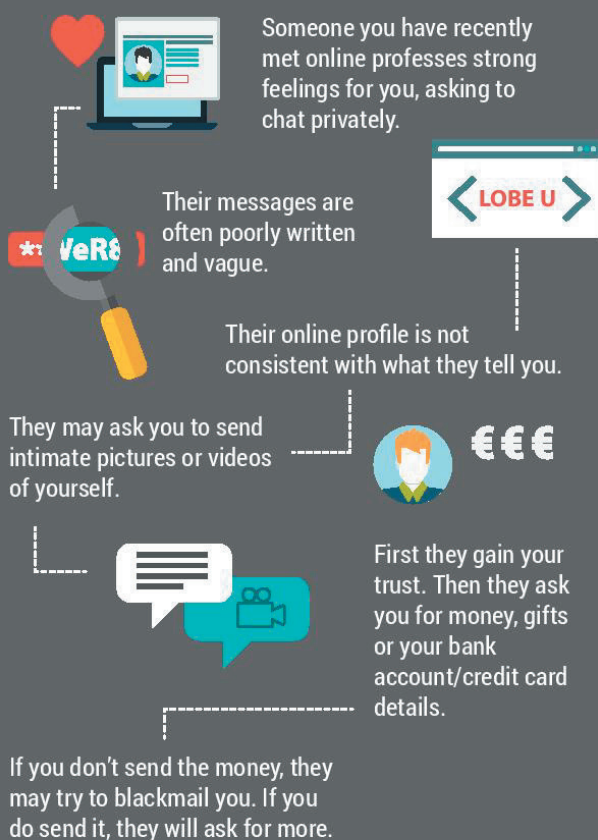 Someone you have recently
met online professes strong
feelings for you, asking to
chat privately.
LOBE U
Their messages are
often poorly written
and vague.
VeR8
Their online profile is not
consistent with what they tell you.
They may ask you to send
intimate pictures or videos
of yourself.
€€€
First they gain your
trust. Then they ask
you for money, gifts
or your bank
account/credit card
details.
If you don’t send the money, they
may try to blackmail you. If you
do send it, they will ask for more.